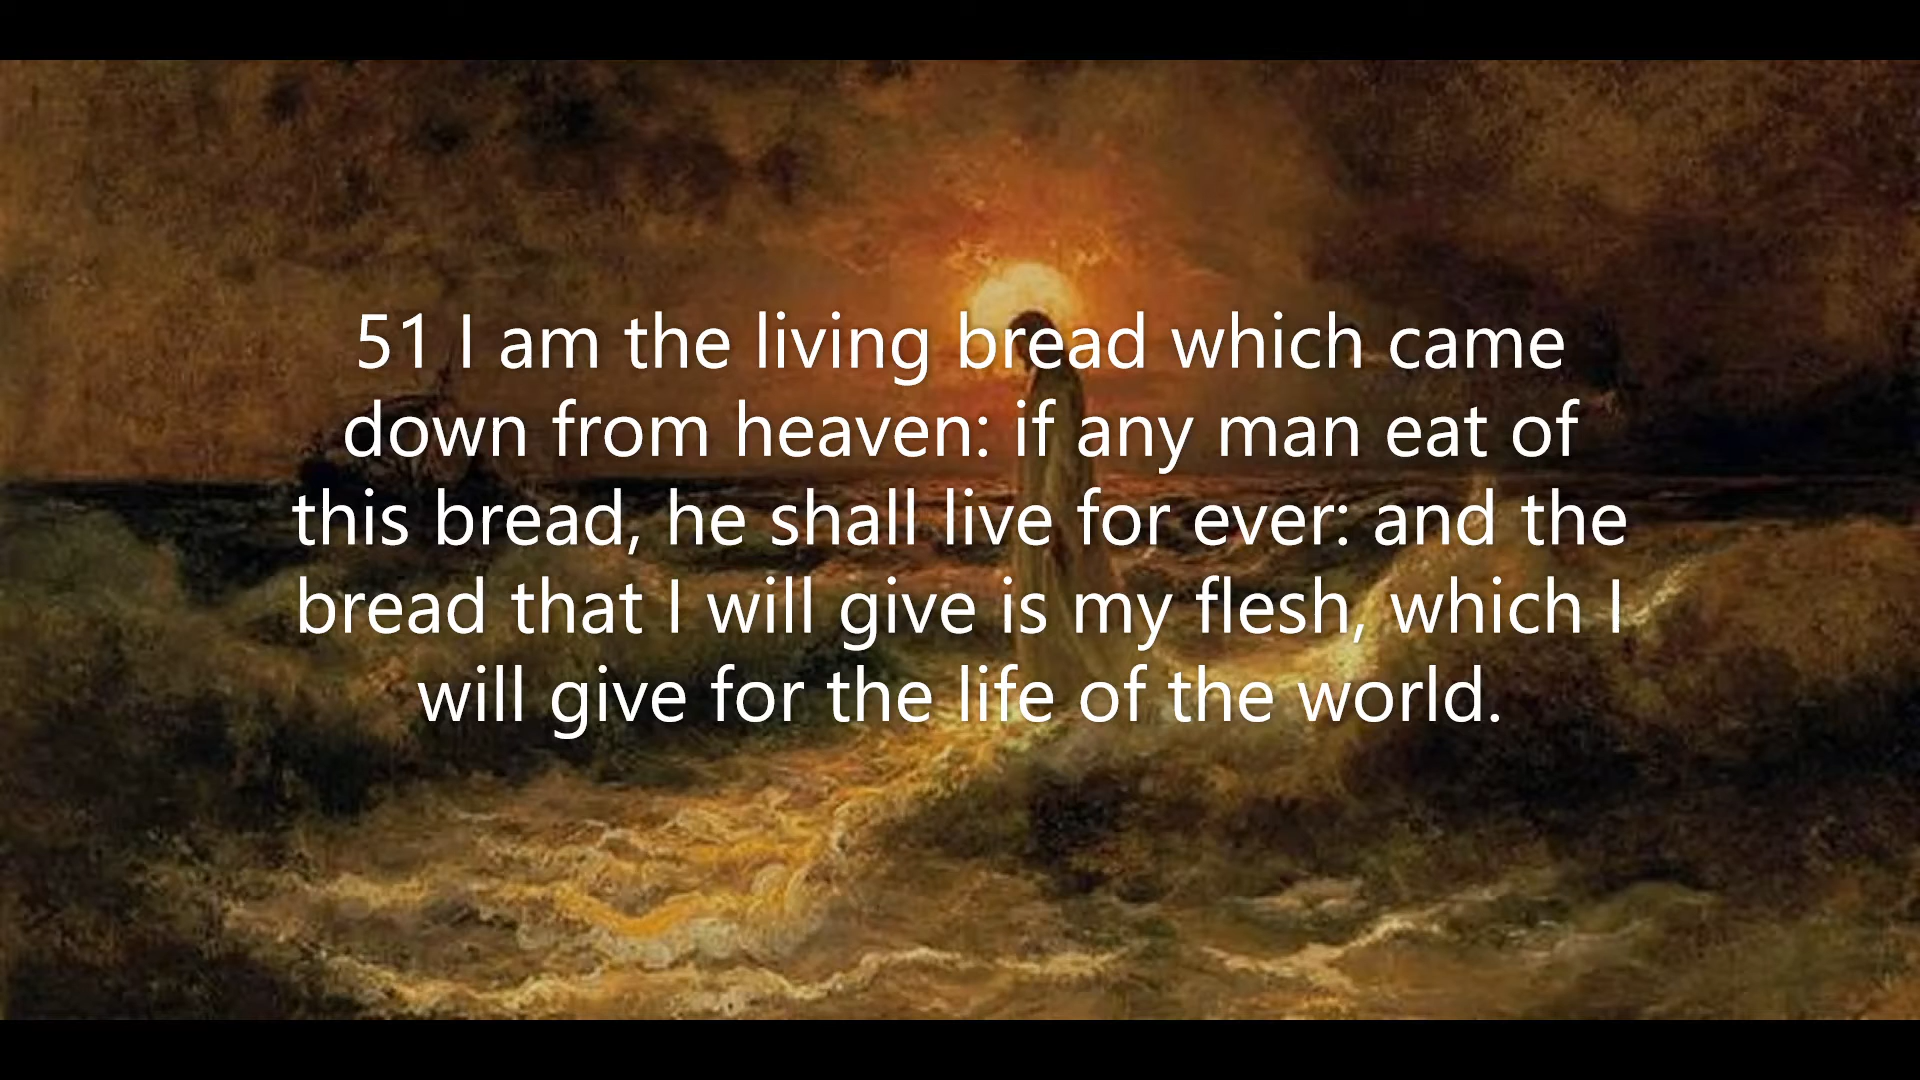 51 I am the living bread which came
down from heaven: if any man eat of
this bread, he shall live for ever: and the
bread that I will give is my flesh, which I
will give for the life of the world.